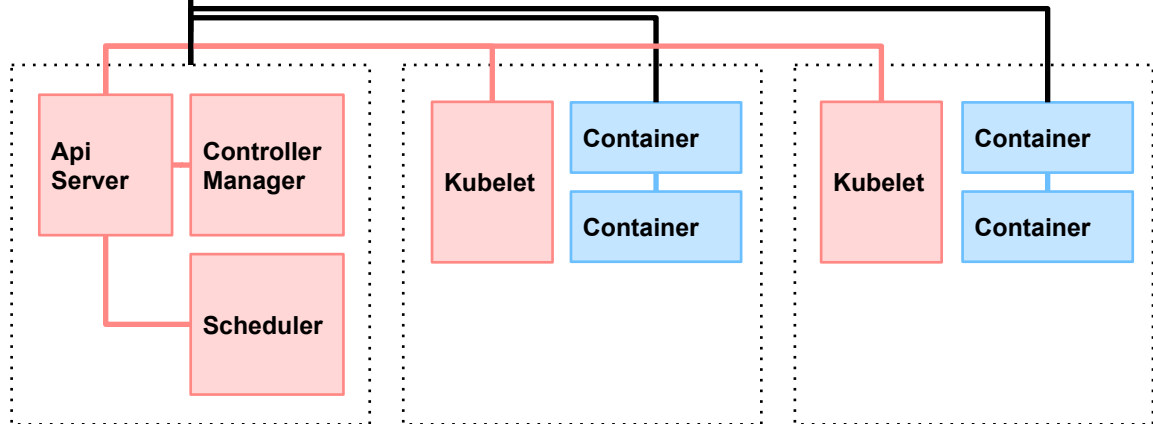 Api
Server
Controller
Manager
Scheduler
Kubelet
Container
Container
Kubelet
Container
Container